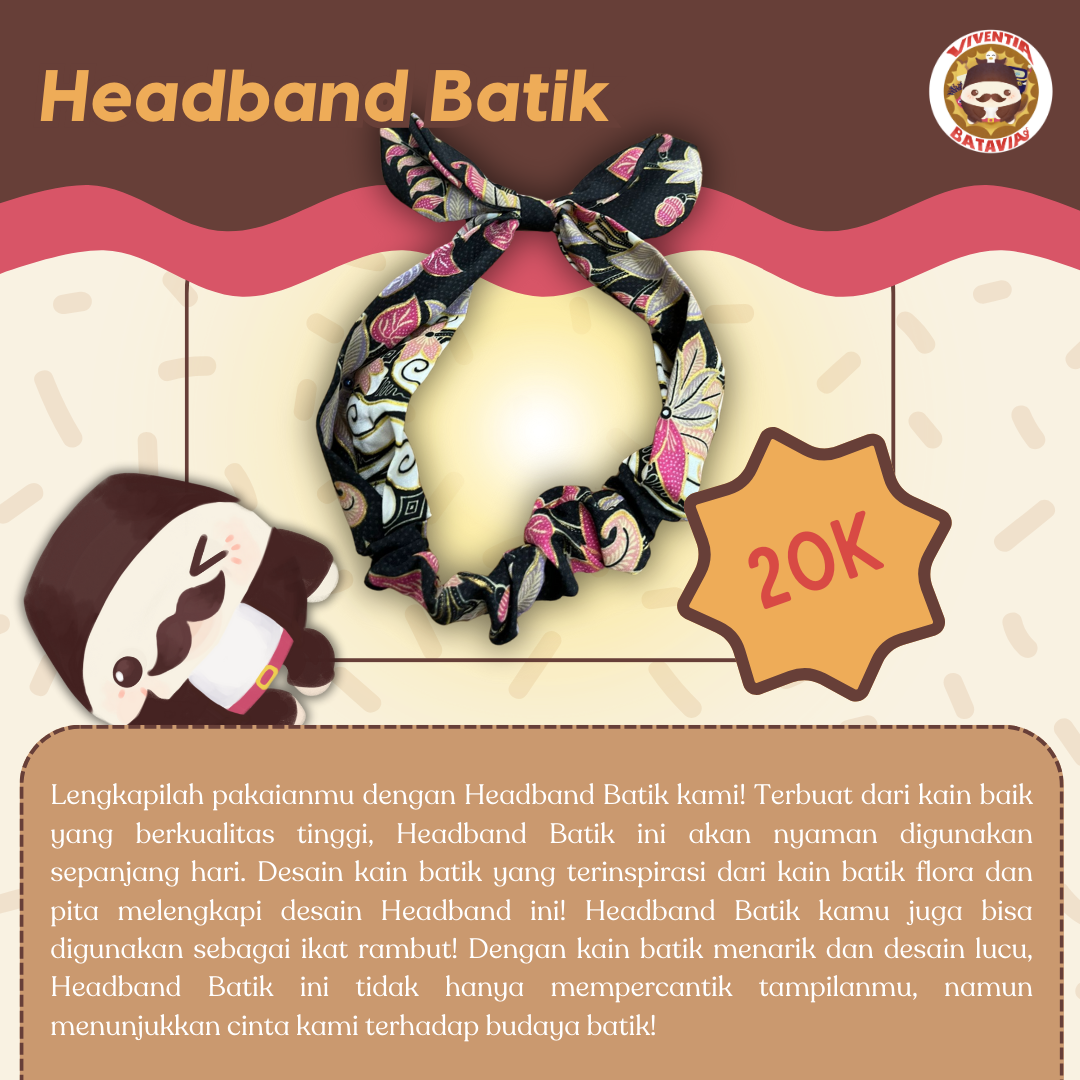 Headband Batik
VIVENTIA
BATAVIA
20K
Lengkapilah pakaianmu dengan Headband Batik kami! Terbuat dari kain baik
yang berkualitas tinggi, Headband Batik ini akan nyaman digunakan
sepanjang hari. Desain kain batik yang terinspirasi dari kain batik flora dan
pita melengkapi desain Headband ini! Headband Batik kamu juga bisa
digunakan sebagai ikat rambut! Dengan kain batik menarik dan desain lucu,
Headband Batik ini tidak hanya mempercantik tampilanmu, namun
menunjukkan cinta kami terhadap budaya batik!